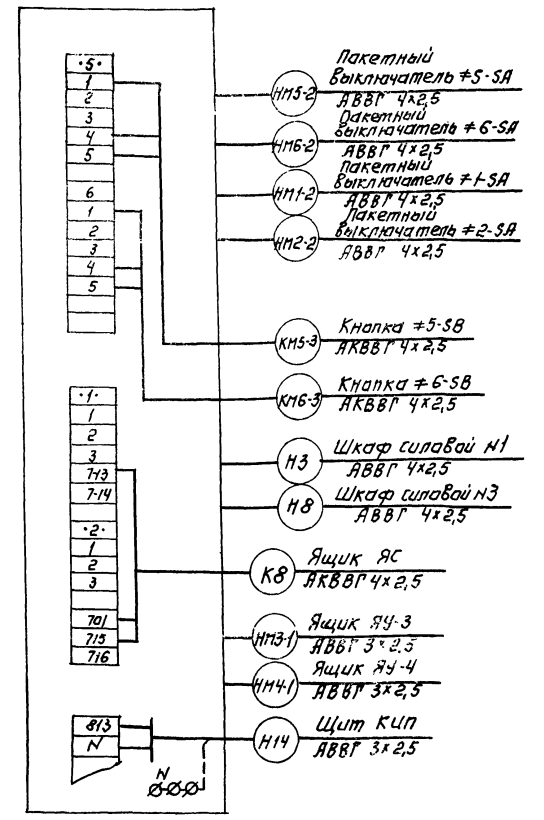 ·5·
1
2
3
4
5
6
1
2
3
4
5
·1·
1
2
3
7-13
7-14
·2·
1
2
3
701
715
716
813
N
N
НМ5-2
Пакетный
выключатель ≠5-SA
АВВГ 4×2,5
НМ6-2
Пакетный
выключатель ≠6-SA
АВВГ 4×2,5
НМ1-2
Пакетный
выключатель ≠1-SA
АВВГ 4×2,5
НМ2-2
Пакетный
выключатель ≠2-SA
АВВГ 4×2,5
КМ5-3
Кнопка ≠5-SB
АКВВГ 4×2,5
КМ6-3
Кнопка ≠6-SB
АКВВГ 4×2,5
Н3
Шкаф силовой N1
АВВГ 4×2,5
Н8
Шкаф силовой N3
АВВГ 4×2,5
К8
Ящик ЯС
АКВВГ 4×2,5
НМ3-1
Ящик ЯУ-3
АВВГ 3×2,5
НМ4-1
Ящик ЯУ-4
АВВГ 3×2,5
Н14
Щит КИП
АВВГ 3×2,5